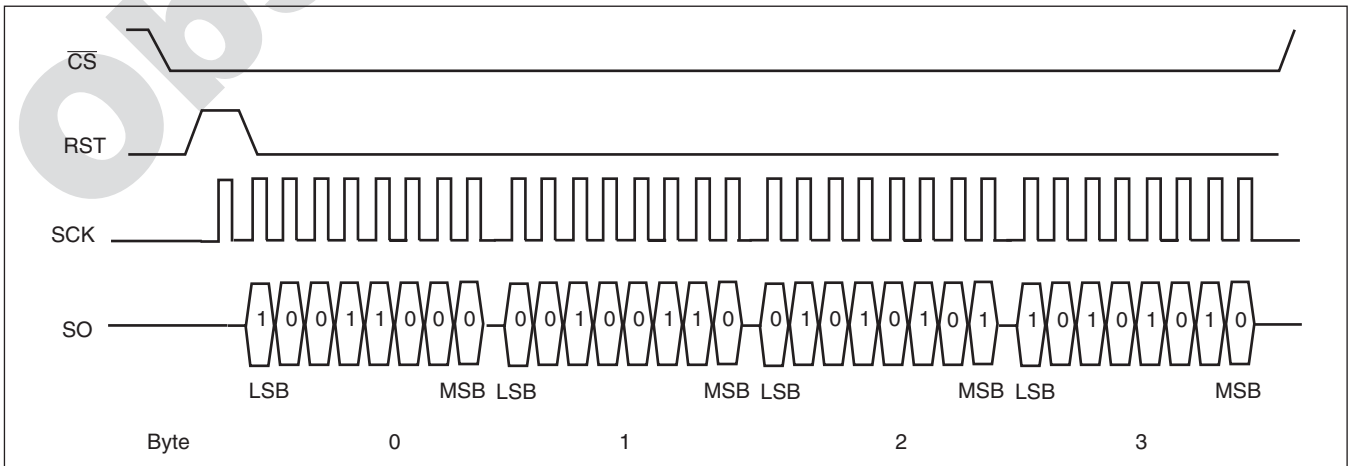 Obs
CS
RST
SCK
SO
1 0 0 1 1 0 0 0 0 0 1 0 0 1 1 0 0 1 0 1 0 1 0 1 1 0 1 0 1 0 1 0
LSB MSB LSB MSB LSB MSB LSB MSB
Byte 0 1 2 3